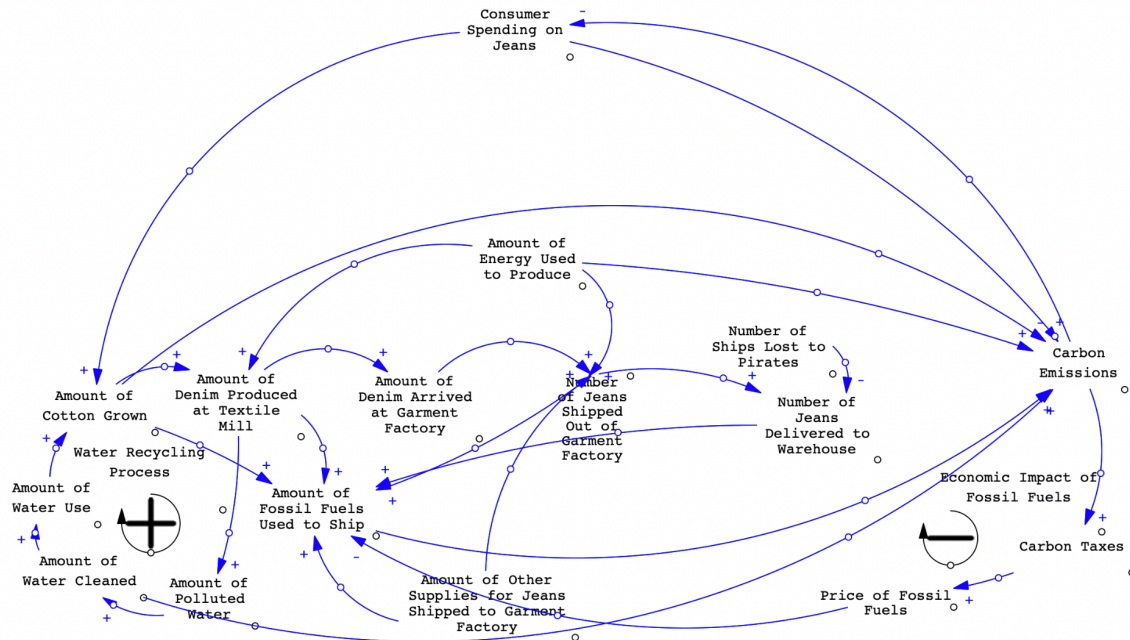 Consumer
Spending on
Jeans
Amount of
Energy Used
to Produce
Number of
Ships Lost to
Pirates
Carbon
Emissions
Amount of
Cotton Grown
Amount of
Denim Produced
at Textile
Mill
Amount of
Denim Arrived
at Garment
Factory
Number
of Jeans
Shipped
Out of
Garment
Factory
Number of
Jeans
Delivered to
Warehouse
Water Recycling
Process
Amount of
Water Use
Amount of
Fossil Fuels
Used to Ship
Economic Impact of
Fossil Fuels
Carbon Taxes
Amount of
Water Cleaned
Amount of
Polluted
Water
Amount of Other
Supplies for Jeans
Shipped to Garment
Factory
Price of Fossil
Fuels